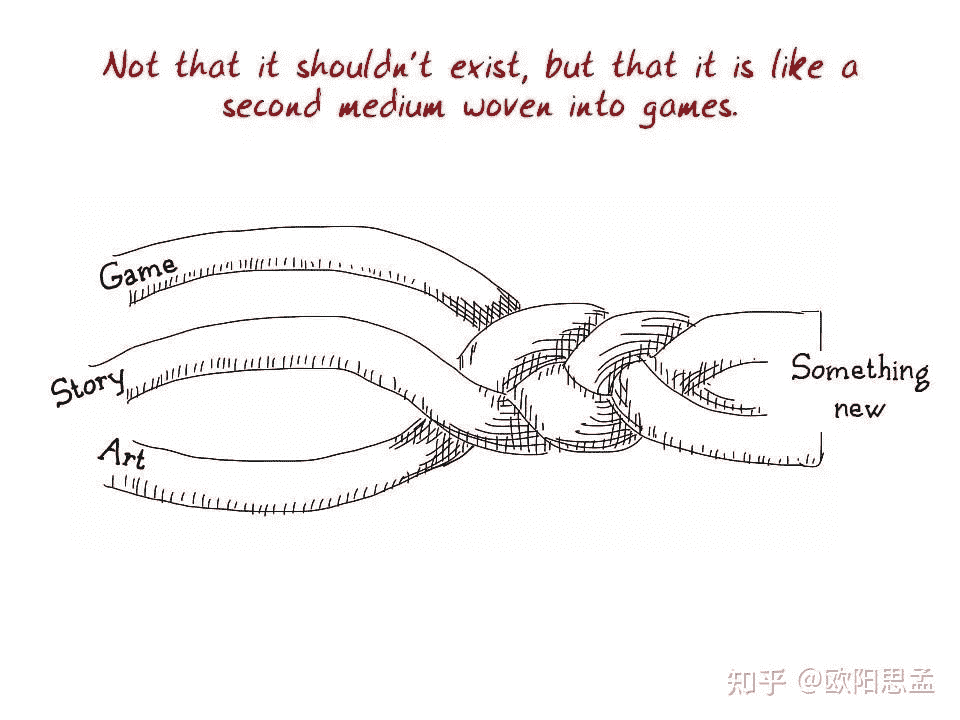 Not that it shouldn't exist, but that it is like a
second medium woven into games.
Game
Story
Art
Something
new
知乎 @欧阳思孟